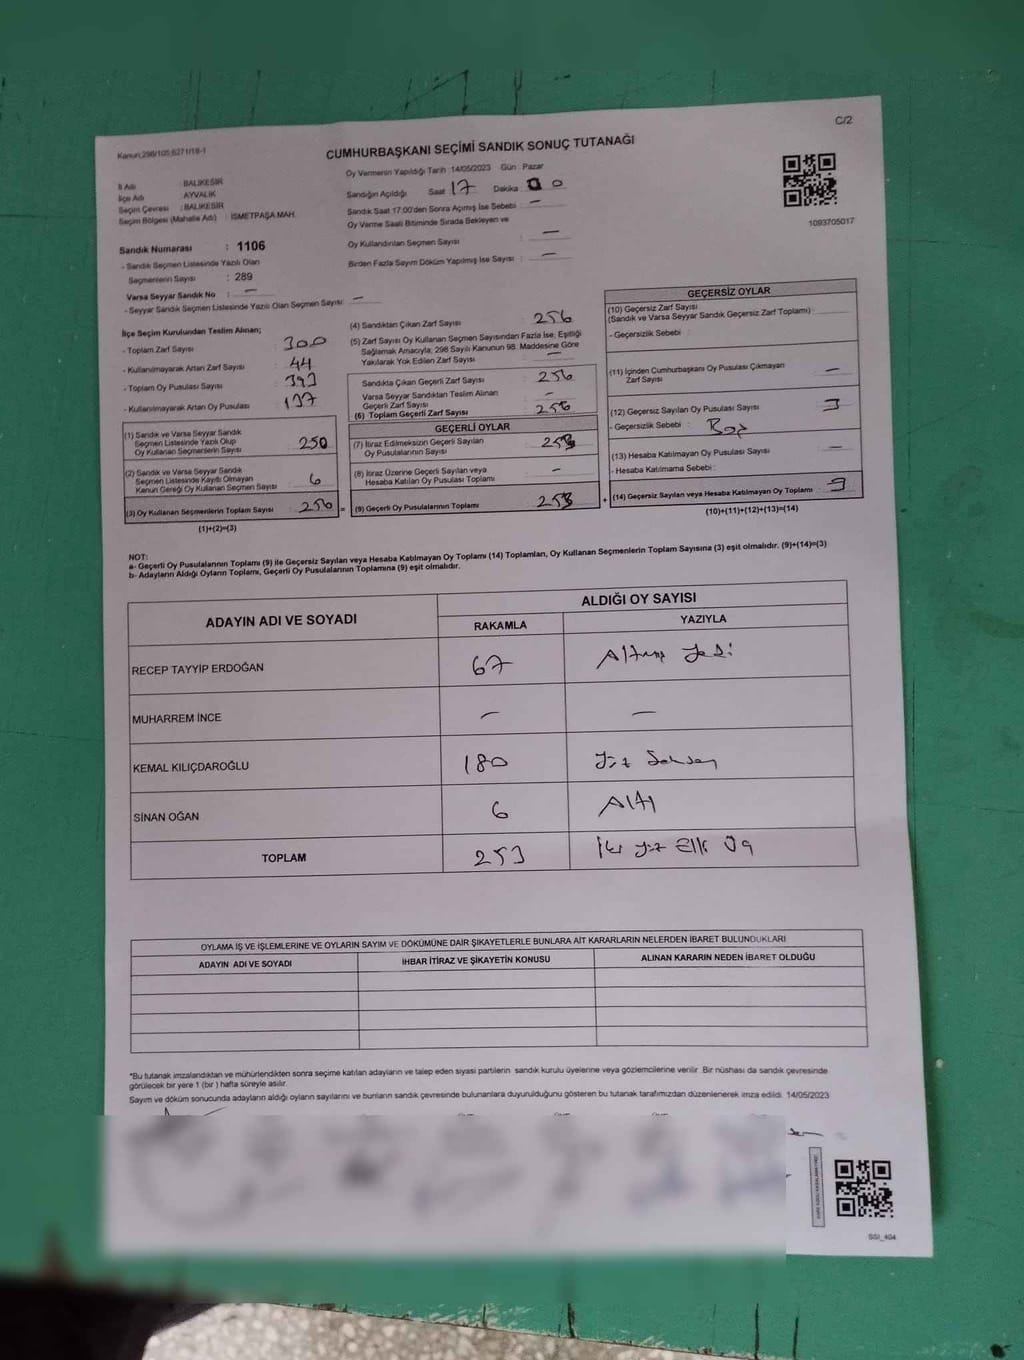 C/2
Kanun:298/105;6271/18-1
CUMHURBAŞKANI SEÇİMİ SANDIK SONUÇ TUTANAĞI
Oy Vermenin Yapıldığı Tarih :14/05/2023 Gün : Pazar
İl Adı : BALIKESİR
İlçe Adı : AYVALIK
Seçim Çevresi : BALIKESİR
Seçim Bölgesi (Mahalle Adı) : İSMETPAŞA MAH.
Sandığın Açıldığı Saat 17 Dakika 0
Sandık Saat 17:00'den Sonra Açımış İse Sebebi : —
Oy Verme Saati Bitiminde Sırada Bekleyen ve
Oy Kullandırılan Seçmen Sayısı : —
Birden Fazla Sayım Döküm Yapılmış İse Sayısı : —
1093705017
Sandık Numarası : 1106
- Sandık Seçmen Listesinde Yazılı Olan
Seçmenlerin Sayısı : 289
Varsa Seyyar Sandık No : —
- Seyyar Sandık Seçmen Listesinde Yazılı Olan Seçmen Sayısı: —
İlçe Seçim Kurulundan Teslim Alınan;
- Toplam Zarf Sayısı : 300
- Kullanılmayarak Artan Zarf Sayısı : 44
- Toplam Oy Pusulası Sayısı : 393
- Kullanılmayarak Artan Oy Pusulası : 137
(1) Sandık ve Varsa Seyyar Sandık
Seçmen Listesinde Yazılı Olup
Oy Kullanan Seçmenlerin Sayısı : 250
(2) Sandık ve Varsa Seyyar Sandık
Seçmen Listesinde Kayıtlı Olmayan
Kanun Gereği Oy Kullanan Seçmen Sayısı : 6
(3) Oy Kullanan Seçmenlerin Toplam Sayısı : 256 =
(1)+(2)=(3)
(4) Sandıktan Çıkan Zarf Sayısı : 256
(5) Zarf Sayısı Oy Kullanan Seçmen Sayısından Fazla İse, Eşitliği
Sağlamak Amacıyla; 298 Sayılı Kanunun 98. Maddesine Göre
Yakılarak Yok Edilen Zarf Sayısı : —
Sandıkta Çıkan Geçerli Zarf Sayısı : 256
Varsa Seyyar Sandıktan Teslim Alınan
Geçerli Zarf Sayısı : —
(6) Toplam Geçerli Zarf Sayısı : 256
GEÇERLİ OYLAR
(7) İtiraz Edilmeksizin Geçerli Sayılan
Oy Pusulasının Sayısı : 253
(8) İtiraz Üzerine Geçerli Sayılan veya
Hesaba Katılan Oy Pusulası Toplamı : —
(9) Geçerli Oy Pusulalarının Toplamı : 253 +
GEÇERSİZ OYLAR
(10) Geçersiz Zarf Sayısı
(Sandık ve Varsa Seyyar Sandık Geçersiz Zarf Toplamı) :
- Geçersizlik Sebebi :
(11) İçinden Cumhurbaşkanı Oy Pusulası Çıkmayan
Zarf Sayısı : —
(12) Geçersiz Sayılan Oy Pusulası Sayısı : 3
- Geçersizlik Sebebi : Boş
(13) Hesaba Katılmayan Oy Pusulası Sayısı : —
- Hesaba Katılmama Sebebi :
(14) Geçersiz Sayılan veya Hesaba Katılmayan Oy Toplamı : 3
(10)+(11)+(12)+(13)=(14)
NOT:
a- Geçerli Oy Pusulalarının Toplamı (9) ile Geçersiz Sayılan veya Hesaba Katılmayan Oy Toplamı (14) Toplamları, Oy Kullanan Seçmenlerin Toplam Sayısına (3) eşit olmalıdır. (9)+(14)=(3)
b- Adayların Aldığı Oyların Toplamı, Geçerli Oy Pusulalarının Toplamına (9) eşit olmalıdır.
ADAYIN ADI VE SOYADI ALDIĞI OY SAYISI
RAKAMLA YAZIYLA
RECEP TAYYİP ERDOĞAN 67 Altmış Yedi
MUHARREM İNCE — —
KEMAL KILIÇDAROĞLU 180 Yüz Seksen
SİNAN OĞAN 6 Altı
TOPLAM 253 İki Yüz Elli Üç
OYLAMA İŞ VE İŞLEMLERİNE VE OYLARIN SAYIM VE DÖKÜMÜNE DAİR ŞİKAYETLERLE BUNLARA AİT KARARLARIN NELERDEN İBARET BULUNDUKLARI
ADAYIN ADI VE SOYADI İHBAR İTİRAZ VE ŞİKAYETİN KONUSU ALINAN KARARIN NEDEN İBARET OLDUĞU
*Bu tutanak imzalandıktan ve mühürlendikten sonra seçime katılan adayların ve talep eden siyasi partilerin sandık kurulu üyelerine veya gözlemcilerine verilir. Bir nüshası da sandık çevresinde
görülecek bir yere 1 (bir) hafta süreyle asılır.
Sayım ve döküm sonucunda adayların aldığı oyların sayılarını ve bunların sandık çevresinde bulunanlara duyurulduğunu gösteren bu tutanak tarafımızdan düzenlenerek imza edildi. 14/05/2023
SSI_404